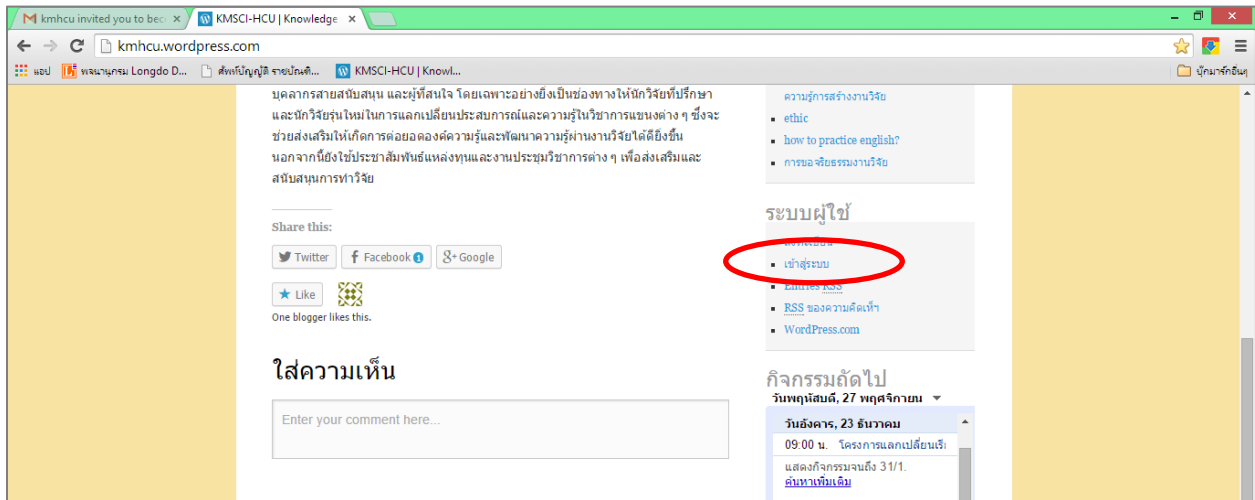 kmhcu invited you to bec
KMSCI-HCU | Knowledge
kmhcu.wordpress.com
แอป
พจนานุกรม Longdo D...
ศัพท์บัญญัติ ราชบัณฑิ...
KMSCI-HCU | Knowl...
บุ๊กมาร์กอื่นๆ
บุคลากรสายสนับสนุน และผู้ที่สนใจ โดยเฉพาะอย่างยิ่งเป็นช่องทางให้นักวิจัยที่ปรึกษา
และนักวิจัยรุ่นใหม่ในการแลกเปลี่ยนประสบการณ์และความรู้ในวิชาการแขนงต่าง ๆ ซึ่งจะ
ช่วยส่งเสริมให้เกิดการต่อยอดองค์ความรู้และพัฒนาความรู้ผ่านงานวิจัยได้ดียิ่งขึ้น
นอกจากนี้ยังใช้ประชาสัมพันธ์แหล่งทุนและงานประชุมวิชาการต่าง ๆ เพื่อส่งเสริมและ
สนับสนุนการทำวิจัย
Share this:
Twitter
Facebook 1
Google
Like
One blogger likes this.
ใส่ความเห็น
Enter your comment here...
ความรู้การสร้างงานวิจัย
ethic
how to practice english?
การขอจริยธรรมงานวิจัย
ระบบผู้ใช้
ลงทะเบียน
เข้าสู่ระบบ
Entries RSS
RSS ของความคิดเห็น
WordPress.com
กิจกรรมถัดไป
วันพฤหัสบดี, 27 พฤศจิกายน
วันอังคาร, 23 ธันวาคม
09:00 น. โครงการแลกเปลี่ยนเรี
แสดงกิจกรรมจนถึง 31/1.
ค้นหาเพิ่มเติม